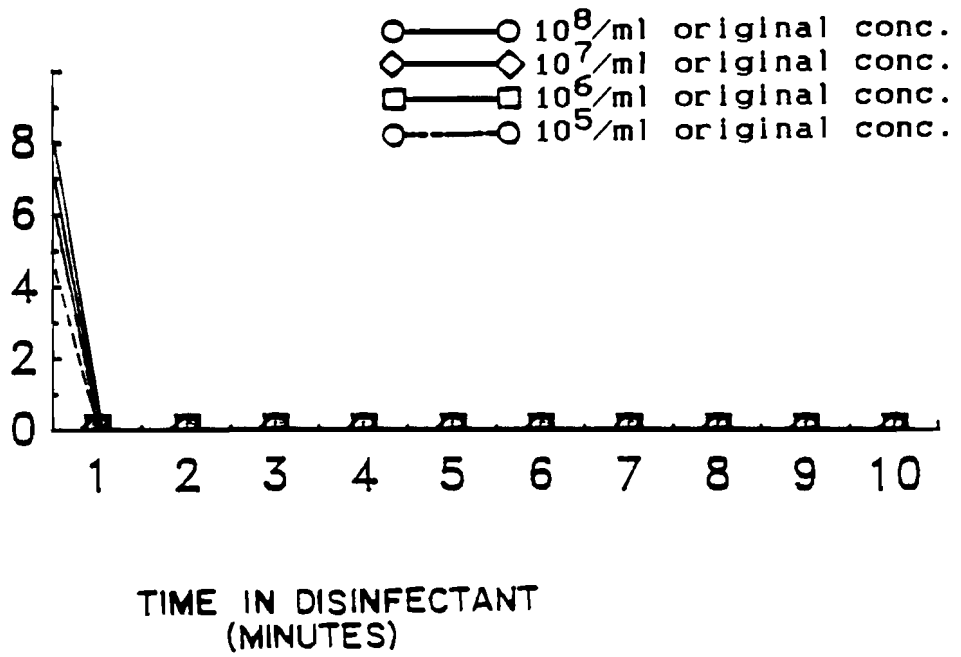 10⁸/ml original conc.
10⁷/ml original conc.
10⁶/ml original conc.
10⁵/ml original conc.
8
6
4
2
0
1 2 3 4 5 6 7 8 9 10
TIME IN DISINFECTANT
(MINUTES)